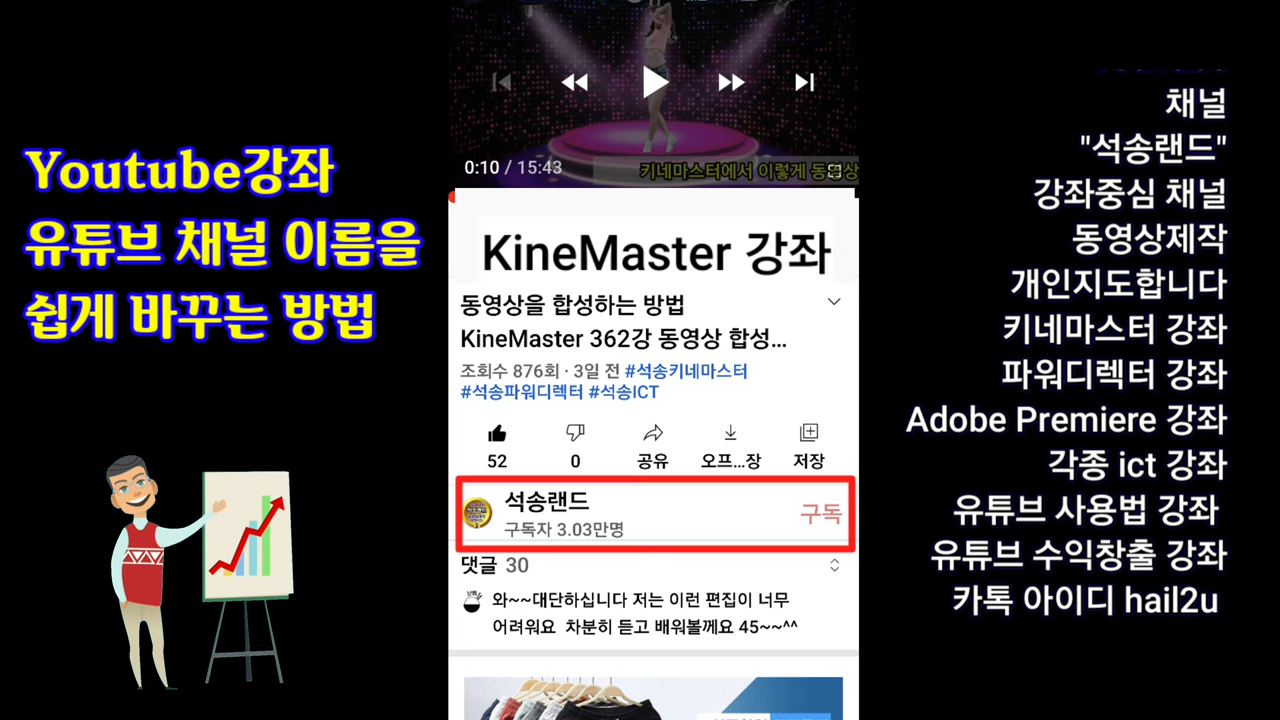 Youtube강좌
유튜브 채널 이름을
쉽게 바꾸는 방법
0:10 / 15:43
키네마스터에서 이렇게 동영상
KineMaster 강좌
동영상을 합성하는 방법
KineMaster 362강 동영상 합성...
조회수 876회 · 3일 전 #석송키네마스터
#석송파워디렉터 #석송ICT
52
0
공유
오프...장
저장
석송랜드
구독자 3.03만명
구독
댓글 30
와~~대단하십니다 저는 이런 편집이 너무
어려워요 차분히 듣고 배워볼께요 45~~^^
채널
"석송랜드"
강좌중심 채널
동영상제작
개인지도합니다
키네마스터 강좌
파워디렉터 강좌
Adobe Premiere 강좌
각종 ict 강좌
유튜브 사용법 강좌
유튜브 수익창출 강좌
카톡 아이디 hail2u